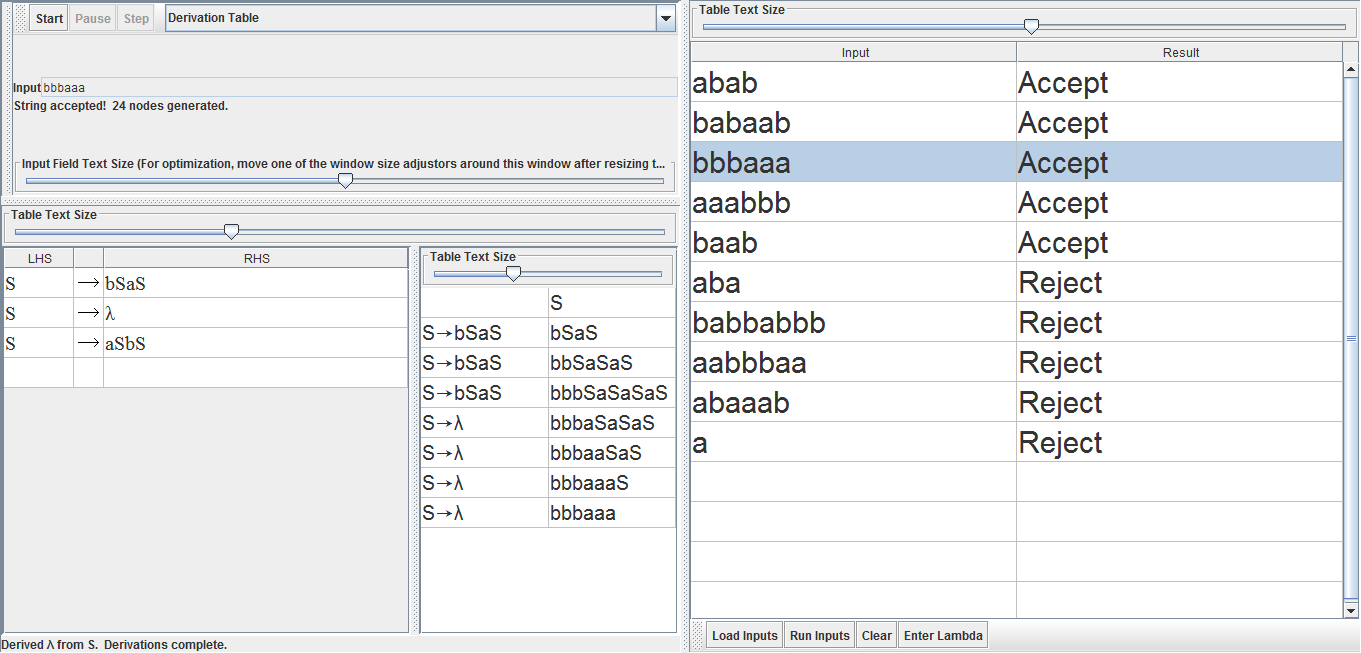 Start Pause Step Derivation Table
Input bbbaaa
String accepted! 24 nodes generated.
Input Field Text Size (For optimization, move one of the window size adjustors around this window after resizing t...
Table Text Size
LHS RHS
S → bSaS
S → λ
S → aSbS
Table Text Size
S
S→bSaS bSaS
S→bSaS bbSaSaS
S→bSaS bbbSaSaSaS
S→λ bbbaSaSaS
S→λ bbbaaSaS
S→λ bbbaaaS
S→λ bbbaaa
Derived λ from S. Derivations complete.
Table Text Size
Input Result
abab Accept
babaab Accept
bbbaaa Accept
aaabbb Accept
baab Accept
aba Reject
babbabbb Reject
aabbbaa Reject
abaaab Reject
a Reject
Load Inputs Run Inputs Clear Enter Lambda